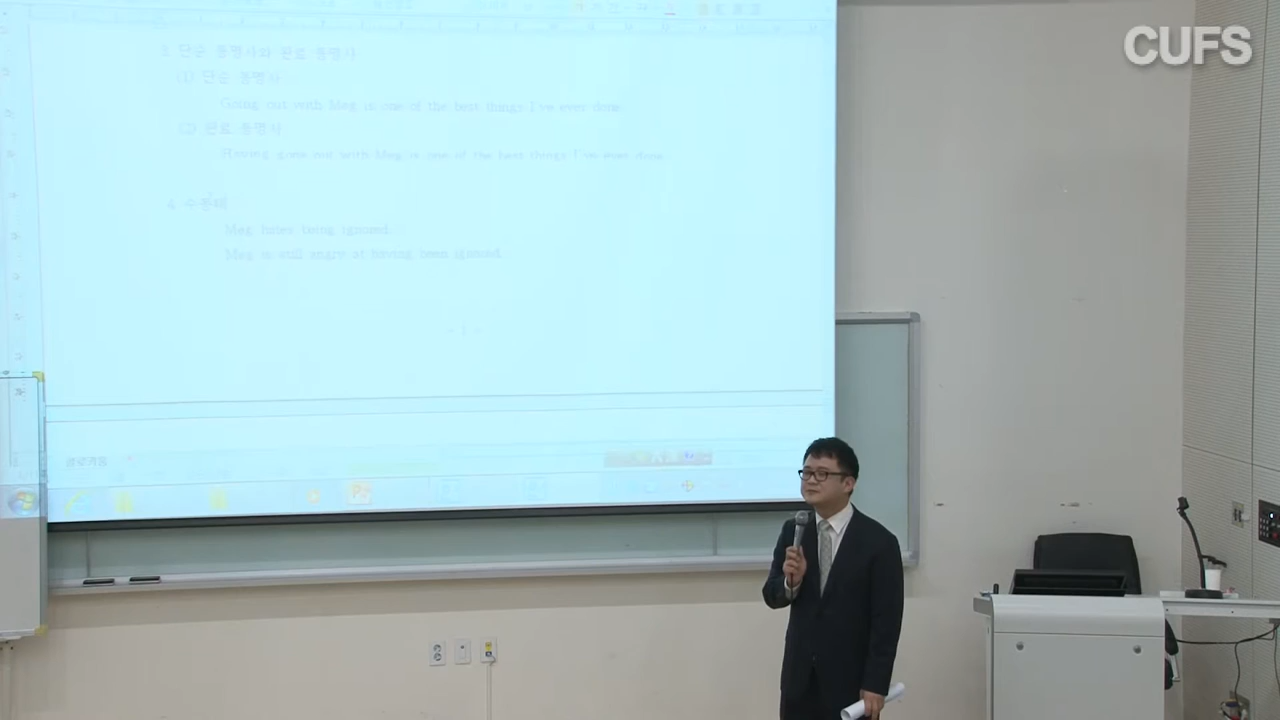 CUFS
3. 단순 동명사와 완료 동명사
(1) 단순 동명사
Going out with Meg is one of the best things I've ever done.
(2) 완료 동명사
Having gone out with Meg is one of the best things I've ever done.
4. 수동태
Meg hates being ignored.
Meg is still angry at having been ignored.
- 1 -